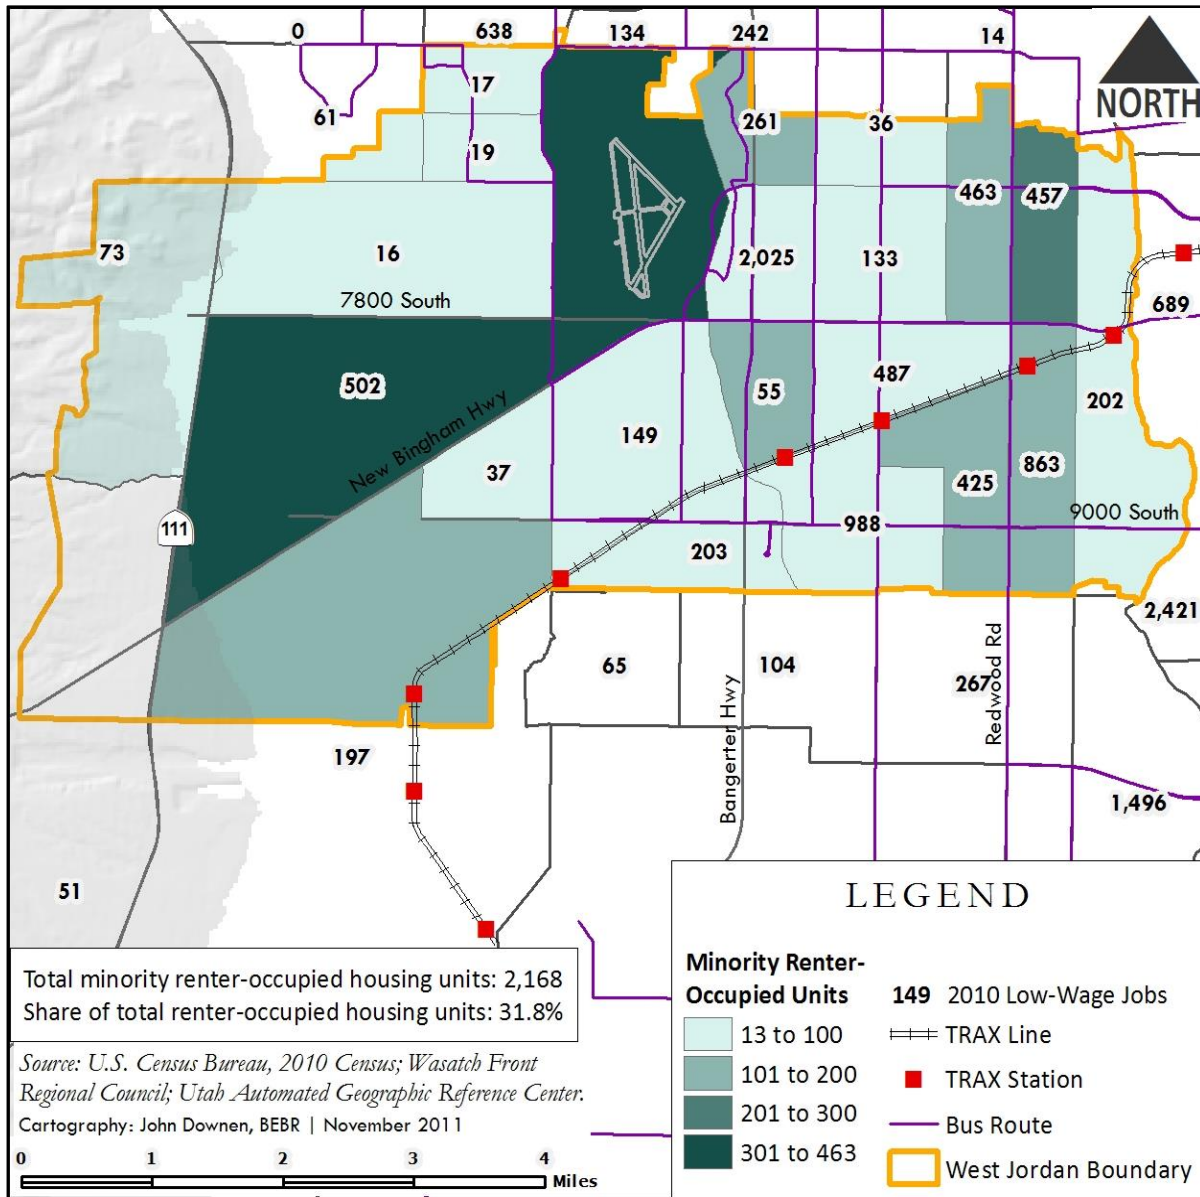 0
638
134
242
14
NORTH
17
61
261
36
19
463
457
73
16
2,025
133
7800 South
689
502
55
487
202
New Bingham Hwy
149
37
425
863
111
988
9000 South
203
2,421
65
104
267
Redwood Rd
Bangerter Hwy
197
1,496
51
LEGEND
Minority Renter-
Occupied Units
13 to 100
101 to 200
201 to 300
301 to 463
149 2010 Low-Wage Jobs
TRAX Line
TRAX Station
Bus Route
West Jordan Boundary
Total minority renter-occupied housing units: 2,168
Share of total renter-occupied housing units: 31.8%
Source: U.S. Census Bureau, 2010 Census; Wasatch Front
Regional Council; Utah Automated Geographic Reference Center.
Cartography: John Downen, BEBR | November 2011
0 1 2 3 4
Miles